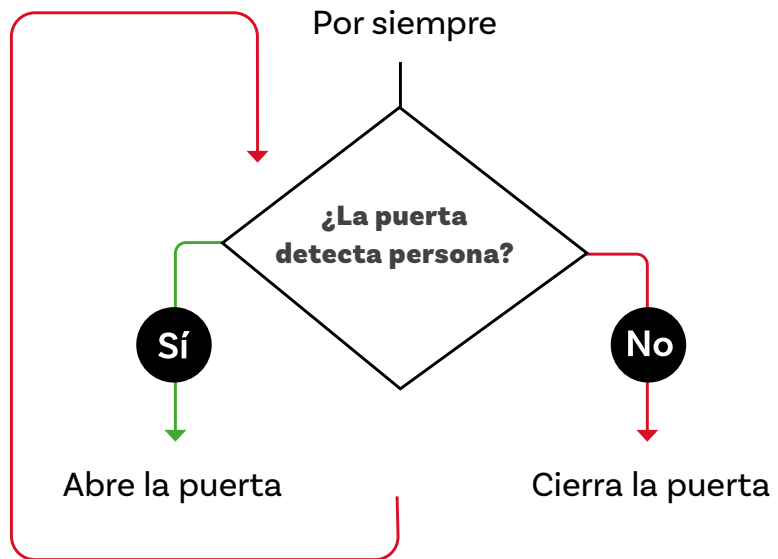 Por siempre
¿La puerta
detecta persona?
Sí
No
Abre la puerta
Cierra la puerta